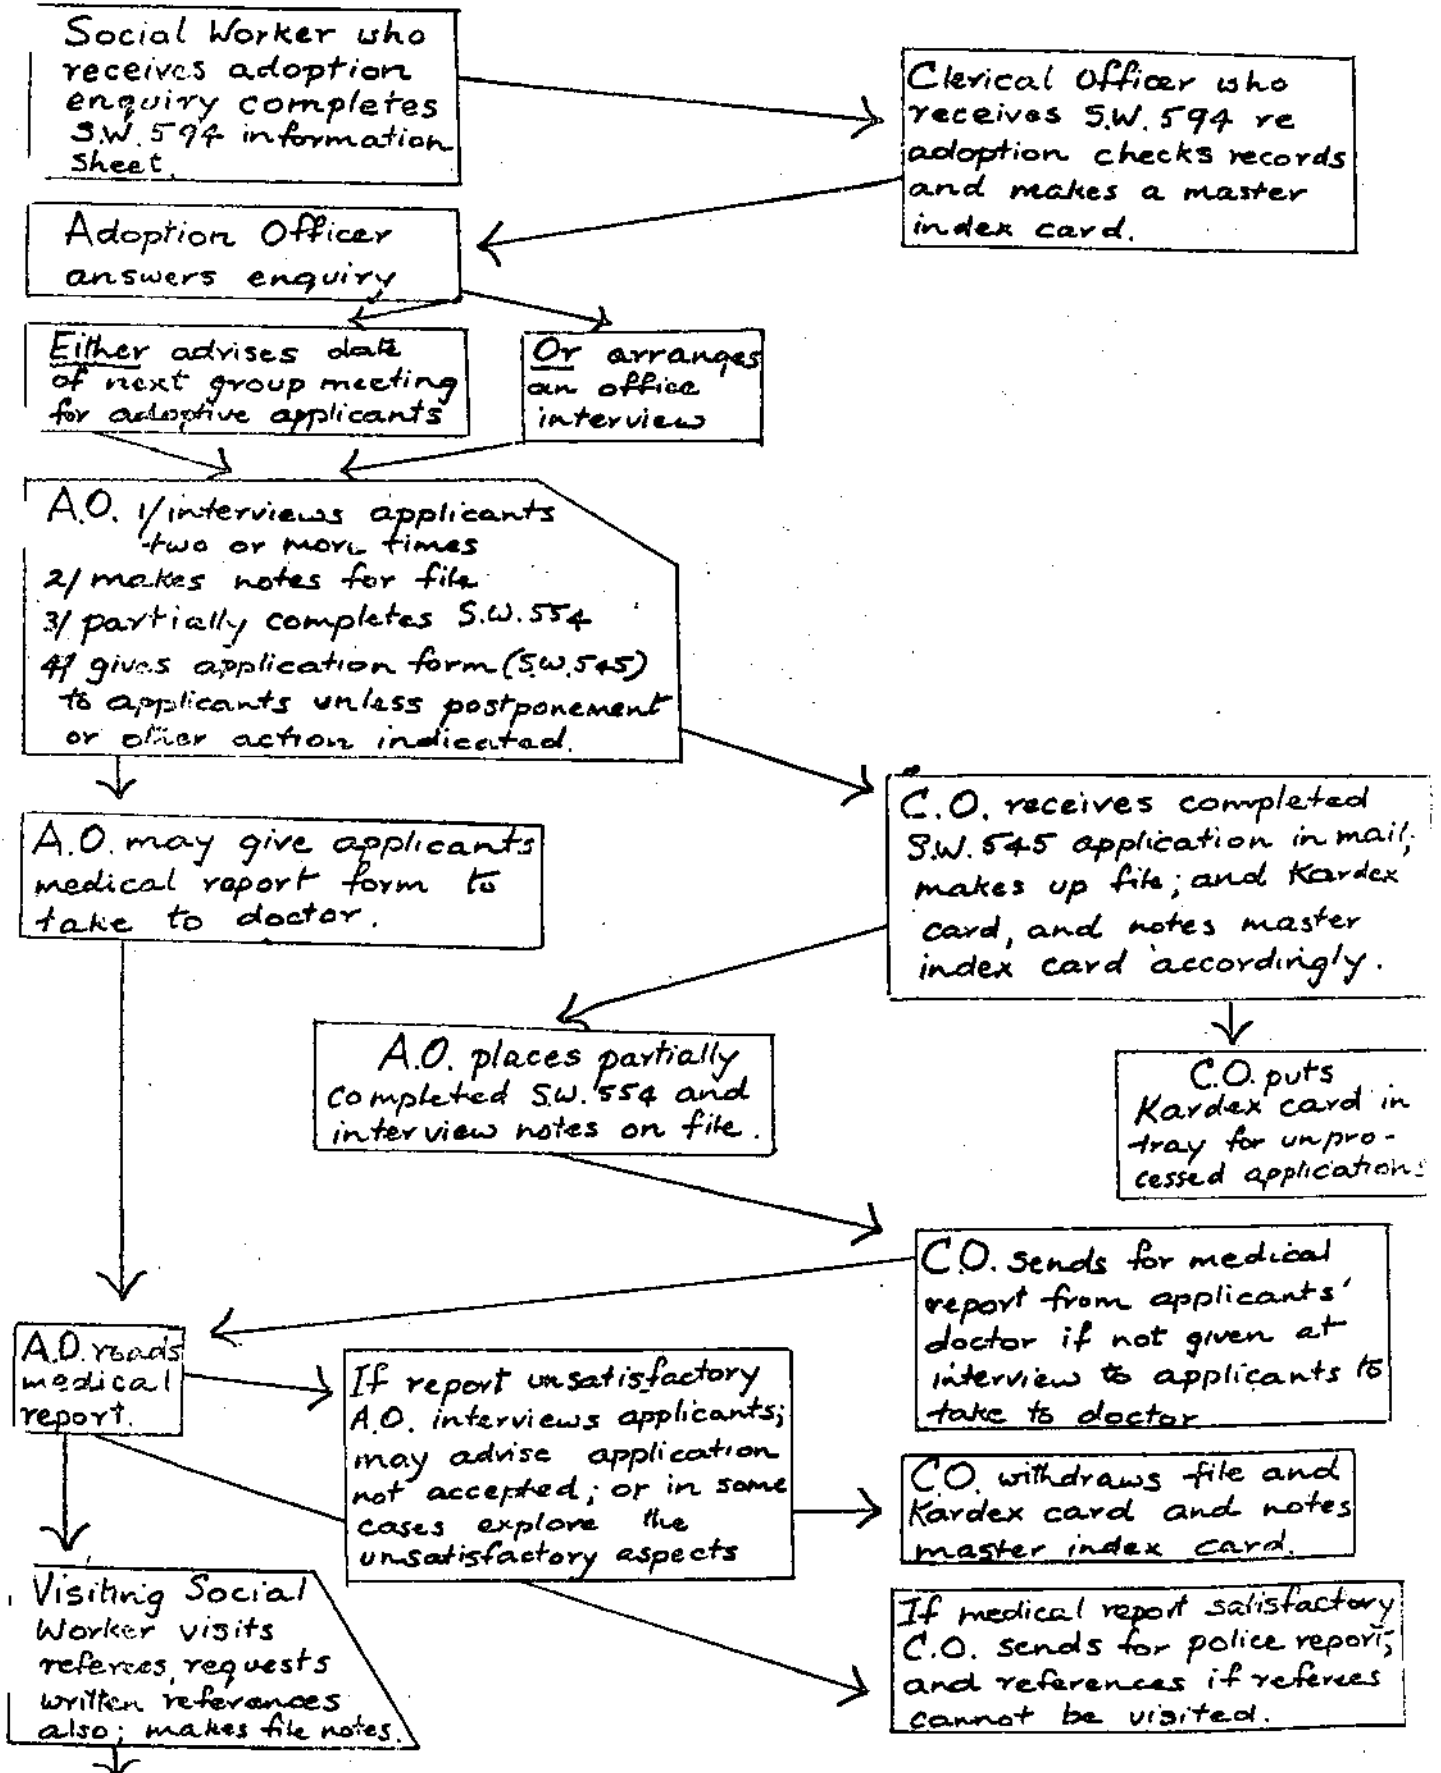 Social Worker who
receives adoption
enquiry completes
S.W. 594 information
Sheet.
Clerical Officer who
receives S.W. 594 re
adoption checks records
and makes a master
index card.
Adoption Officer
answers enquiry
Either advises date
of next group meeting
for adoptive applicants
Or arranges
an office
interview
A.O. 1/ interviews applicants
two or more times
2/ makes notes for file
3/ partially completes S.W. 554
4/ gives application form (S.W. 545)
to applicants unless postponement
or other action indicated.
C.O. receives completed
S.W. 545 application in mail;
makes up file; and Kardex
card, and notes master
index card accordingly.
A.O. may give applicants
medical report form to
take to doctor.
A.O. places partially
completed S.W. 554 and
interview notes on file.
C.O. puts
Kardex card in
tray for unpro-
cessed applications
C.O. sends for medical
report from applicants'
doctor if not given at
interview to applicants to
take to doctor
A.O. reads
medical
report.
If report unsatisfactory
A.O. interviews applicants;
may advise application
not accepted; or in some
cases explore the
unsatisfactory aspects
C.O. withdraws file and
Kardex card and notes
master index card.
Visiting Social
Worker visits
referees, requests
written references
also; makes file notes.
If medical report satisfactory
C.O. sends for police report;
and references if referees
cannot be visited.